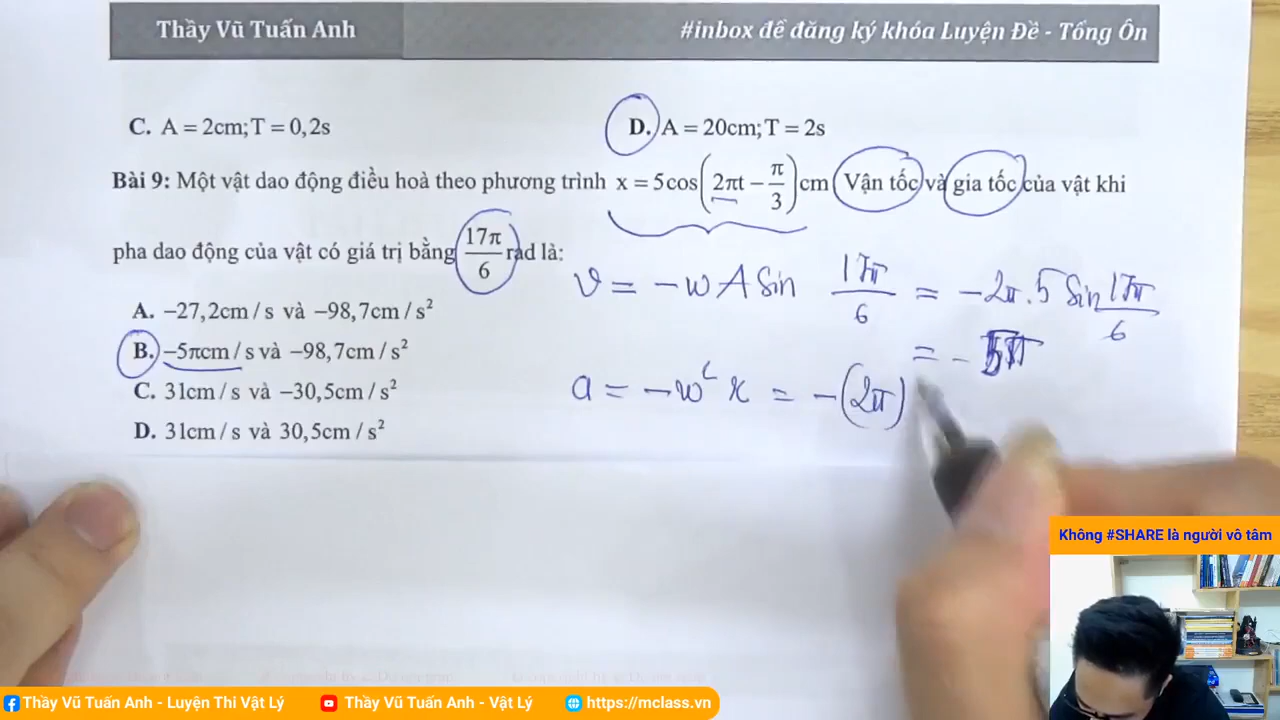 Thầy Vũ Tuấn Anh #inbox để đăng ký khóa Luyện Đề - Tổng Ôn
C. A = 2cm; T = 0,2s D. A = 20cm; T = 2s
Bài 9: Một vật dao động điều hoà theo phương trình x = 5cos(2πt − π/3)cm Vận tốc và gia tốc của vật khi
pha dao động của vật có giá trị bằng 17π/6 rad là:
A. −27,2cm / s và −98,7cm / s²
B. −5πcm / s và −98,7cm / s²
C. 31cm / s và −30,5cm / s²
D. 31cm / s và 30,5cm / s²
v = −ωA Sin 17π/6 = −2π.5 Sin 17π/6
= −5π
a = −ω² x = −(2π)
Không #SHARE là người vô tâm
Thầy Vũ Tuấn Anh - Luyện Thi Vật Lý Thầy Vũ Tuấn Anh - Vật Lý https://mclass.vn